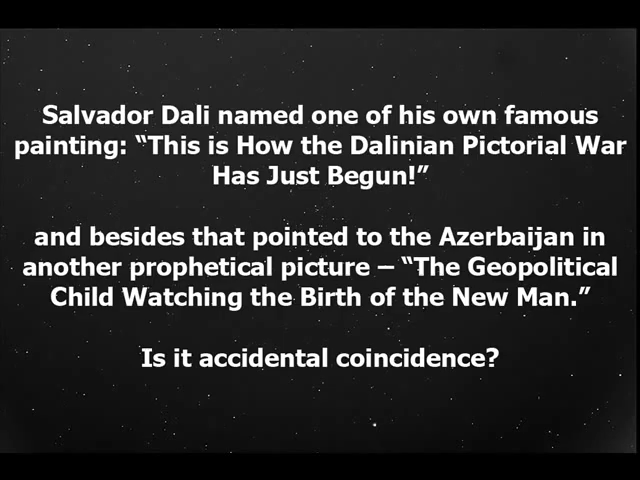 Salvador Dali named one of his own famous
painting: “This is How the Dalinian Pictorial War
Has Just Begun!”
and besides that pointed to the Azerbaijan in
another prophetical picture – “The Geopolitical
Child Watching the Birth of the New Man.”
Is it accidental coincidence?